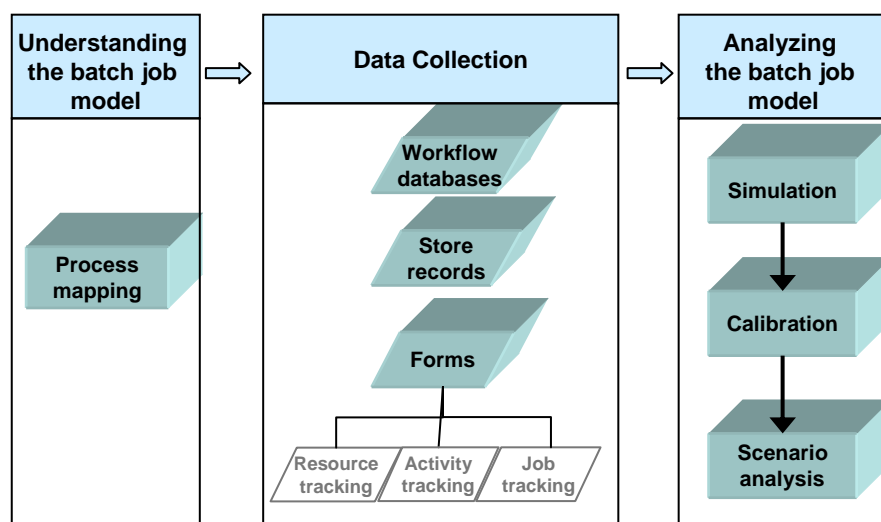 Understanding
the batch job
model
Data Collection
Analyzing
the batch job
model
Process
mapping
Workflow
databases
Store
records
Forms
Resource
tracking
Activity
tracking
Job
tracking
Simulation
Calibration
Scenario
analysis